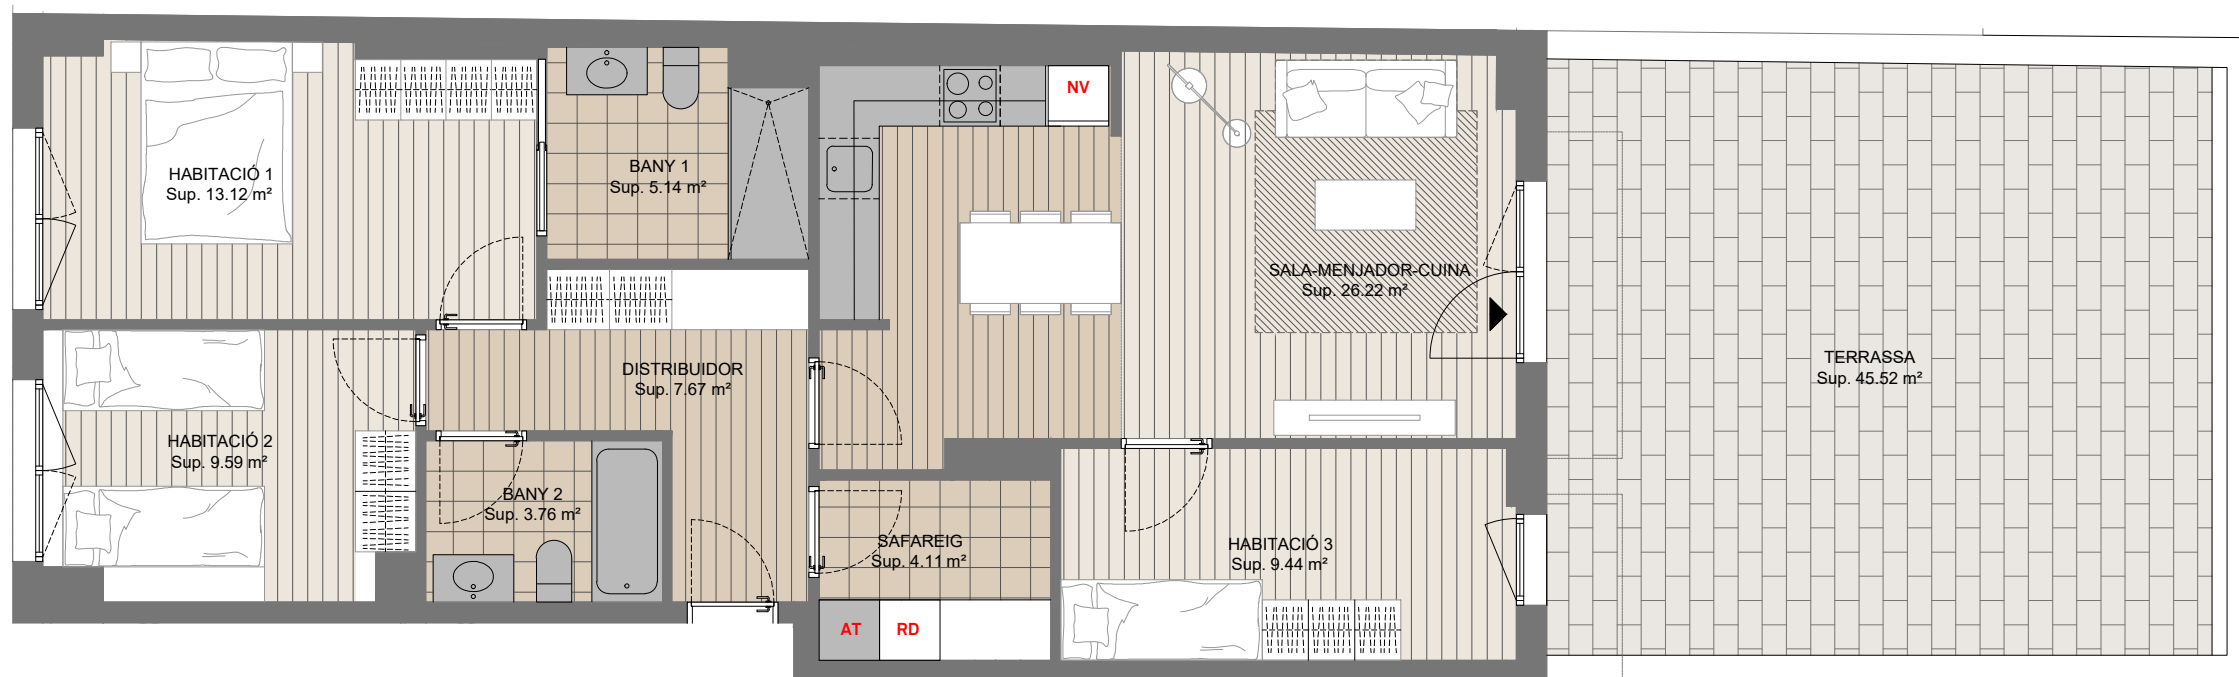 NV
BANY 1
Sup. 5.14 m²
HABITACIÓ 1
Sup. 13.12 m²
SALA-MENJADOR-CUINA
Sup. 26.22 m²
DISTRIBUIDOR
Sup. 7.67 m²
TERRASSA
Sup. 45.52 m²
HABITACIÓ 2
Sup. 9.59 m²
BANY 2
Sup. 3.76 m²
SAFAREIG
Sup. 4.11 m²
HABITACIÓ 3
Sup. 9.44 m²
AT
RD